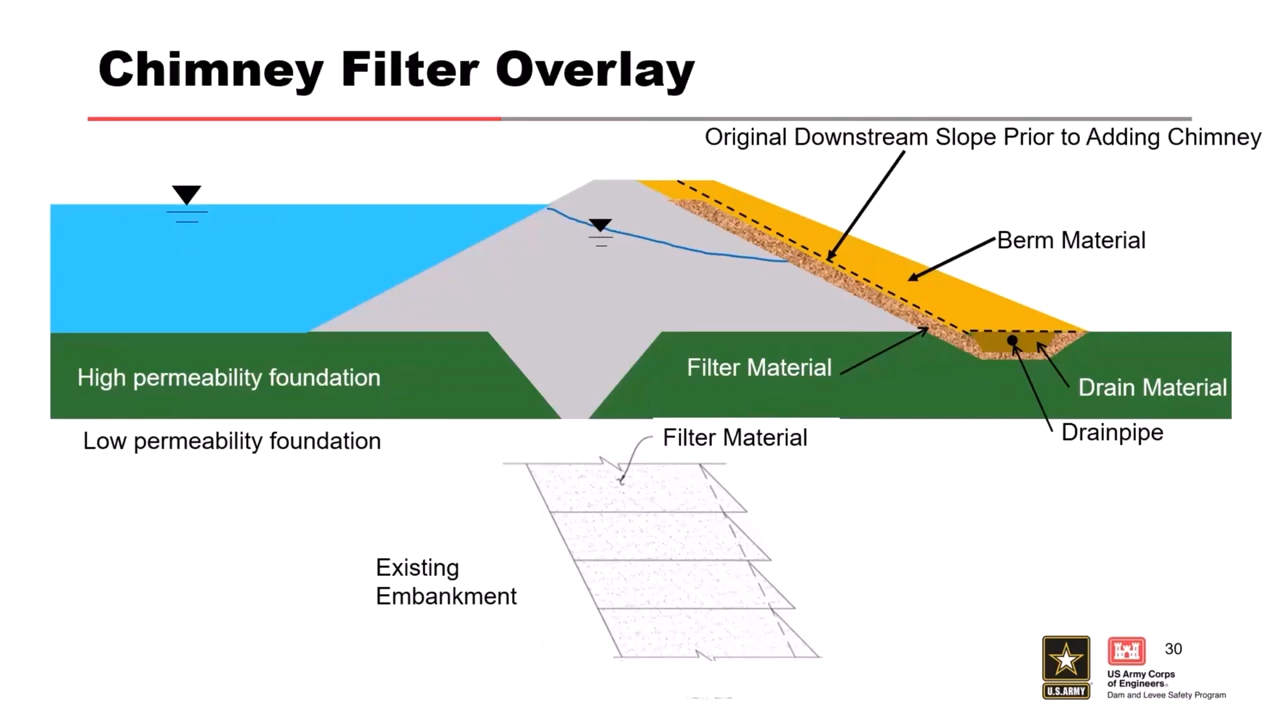 Chimney Filter Overlay
Original Downstream Slope Prior to Adding Chimney
Berm Material
High permeability foundation
Filter Material
Drain Material
Low permeability foundation
Filter Material
Drainpipe
Existing
Embankment
U.S.ARMY
US Army Corps
of Engineers®
Dam and Levee Safety Program
30